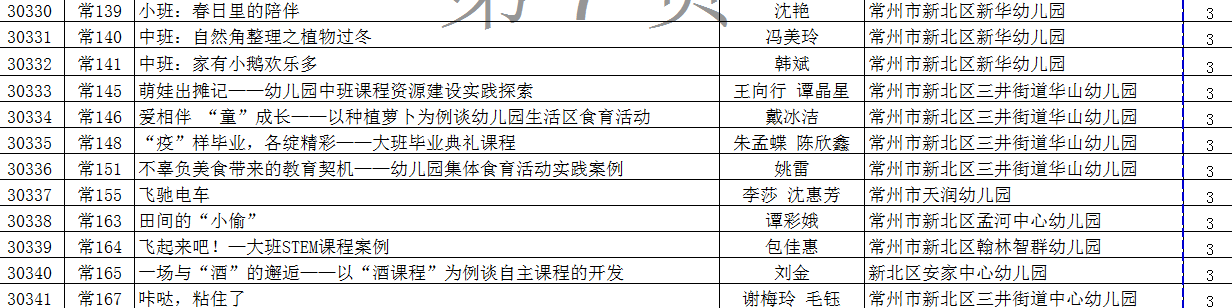 30330 常139 小班：春日里的陪伴 沈艳 常州市新北区新华幼儿园 3
30331 常140 中班：自然角整理之植物过冬 冯美玲 常州市新北区新华幼儿园 3
30332 常141 中班：家有小鹅欢乐多 韩斌 常州市新北区新华幼儿园 3
30333 常145 萌娃出摊记——幼儿园中班课程资源建设实践探索 王向行 谭晶星 常州市新北区三井街道华山幼儿园 3
30334 常146 爱相伴 “童”成长——以种植萝卜为例谈幼儿园生活区食育活动 戴冰洁 常州市新北区三井街道华山幼儿园 3
30335 常148 “疫”样毕业，各绽精彩——大班毕业典礼课程 朱孟蝶 陈欣鑫 常州市新北区三井街道华山幼儿园 3
30336 常151 不辜负美食带来的教育契机——幼儿园集体食育活动实践案例 姚雷 常州市新北区三井街道华山幼儿园 3
30337 常155 飞驰电车 李莎 沈惠芳 常州市天润幼儿园 3
30338 常163 田间的“小偷” 谭彩娥 常州市新北区孟河中心幼儿园 3
30339 常164 飞起来吧！—大班STEM课程案例 包佳惠 常州市新北区翰林智群幼儿园 3
30340 常165 一场与“酒”的邂逅——以“酒课程”为例谈自主课程的开发 刘金 新北区安家中心幼儿园 3
30341 常167 咔哒，粘住了 谢梅玲 毛钰 常州市新北区三井街道中心幼儿园 3